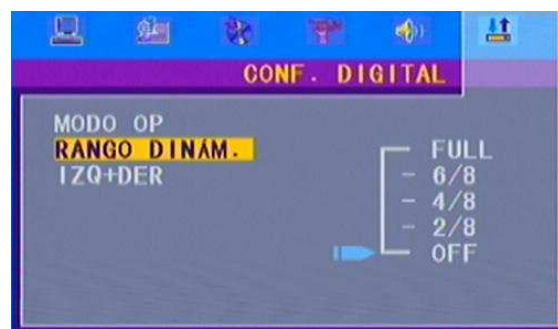 CONF. DIGITAL
MODO OP
RANGO DINÁM.
IZQ+DER
FULL
6/8
4/8
2/8
OFF